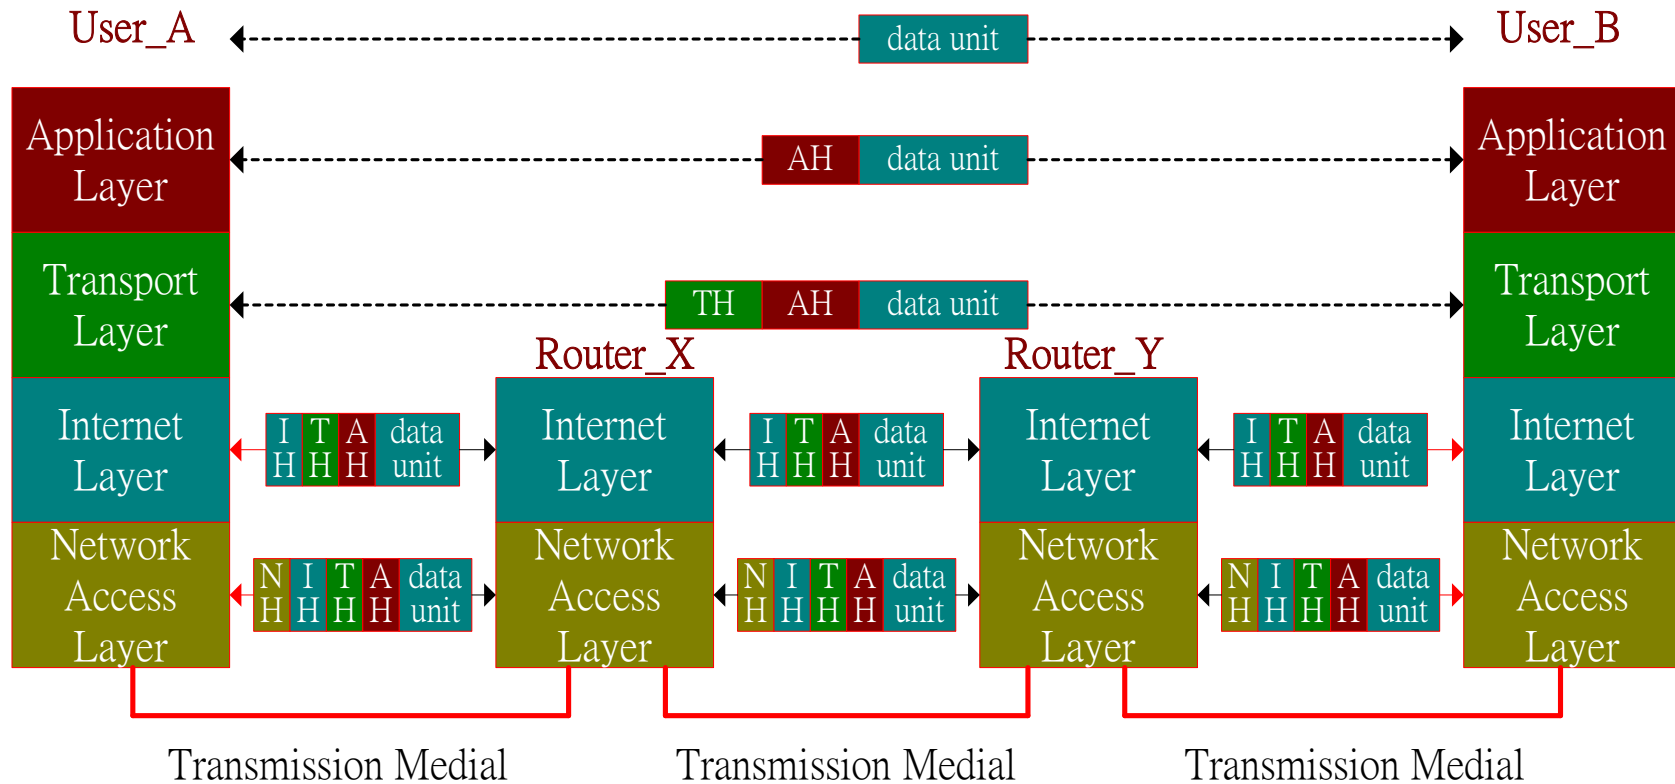 User_A
data unit
User_B
Application
Layer
AH
data unit
Application
Layer
Transport
Layer
TH
AH
data unit
Transport
Layer
Router_X
Router_Y
Internet
Layer
I
H
T
H
A
H
data
unit
Internet
Layer
I
H
T
H
A
H
data
unit
Internet
Layer
I
H
T
H
A
H
data
unit
Internet
Layer
Network
Access
Layer
N
H
I
H
T
H
A
H
data
unit
Network
Access
Layer
N
H
I
H
T
H
A
H
data
unit
Network
Access
Layer
N
H
I
H
T
H
A
H
data
unit
Network
Access
Layer
Transmission Medial
Transmission Medial
Transmission Medial